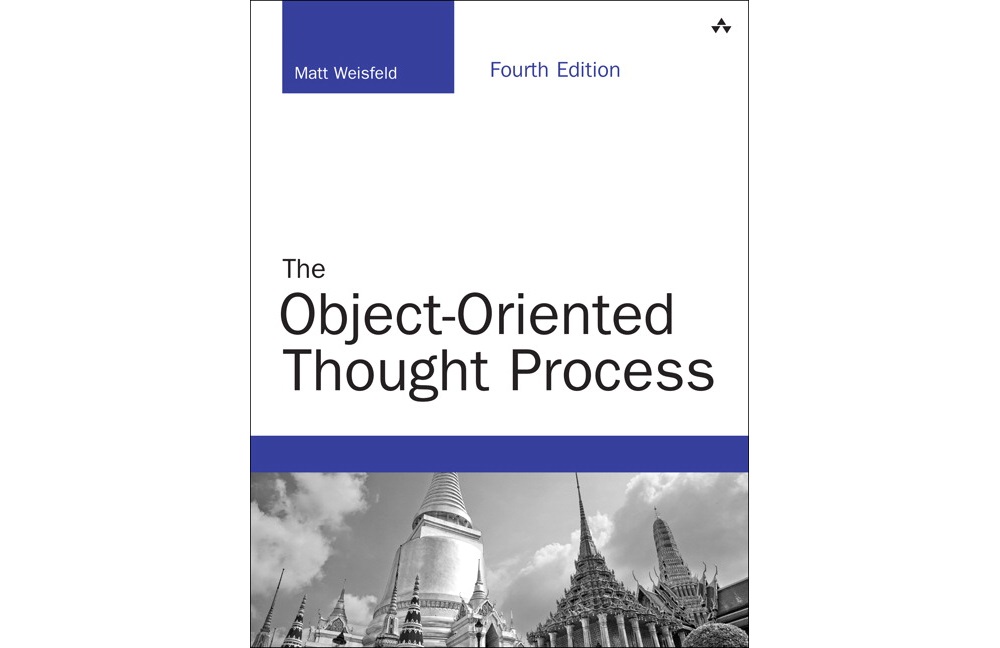 Matt Weisfeld
Fourth Edition
The
Object-Oriented
Thought Process